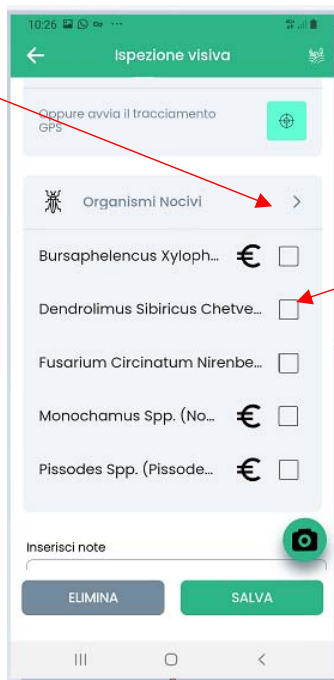 10:26
Ispezione visiva
Oppure avvia il tracciamento
GPS
Organismi Nocivi
Bursaphelencus Xyloph... €
Dendrolimus Sibiricus Chetve...
Fusarium Circinatum Nirenbe...
Monochamus Spp. (No... €
Pissodes Spp. (Pissode... €
Inserisci note
ELIMINA SALVA